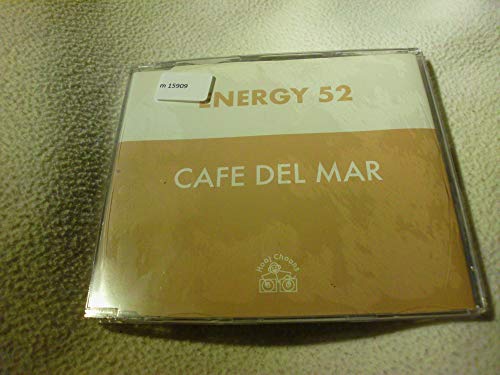 m 15909
ENERGY 52
CAFE DEL MAR
Hooj Choons